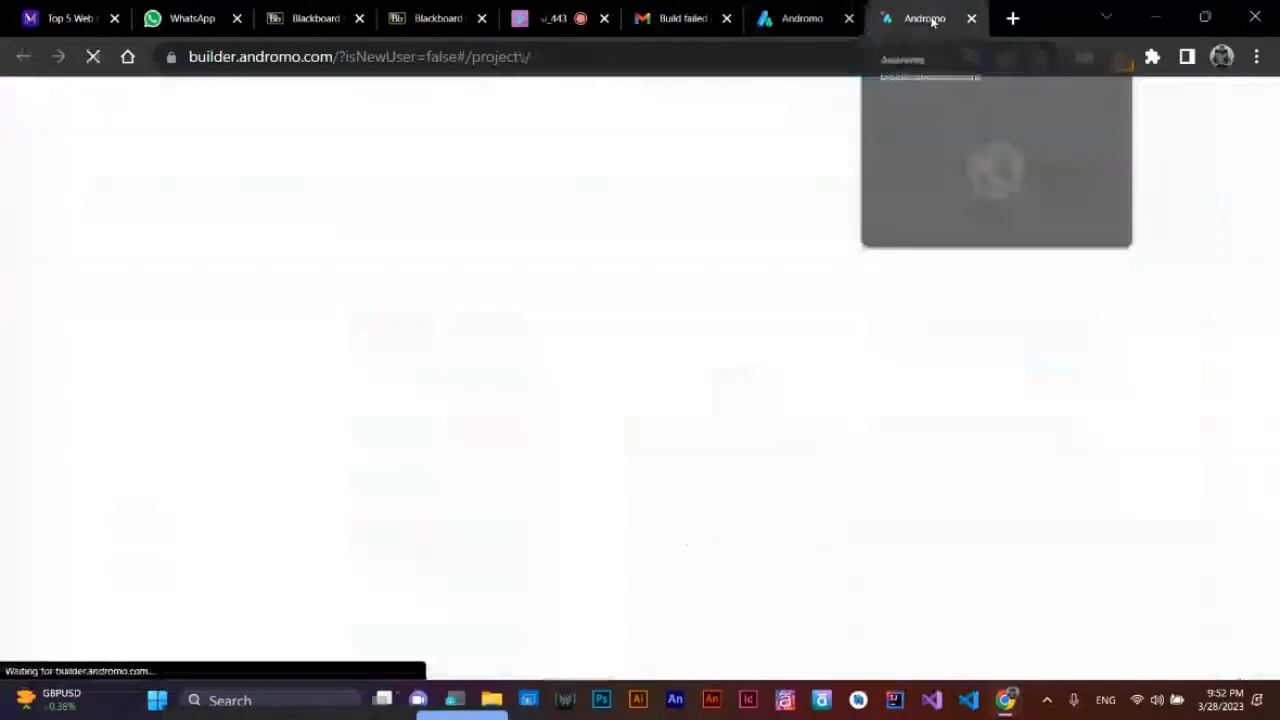 Top 5 Web
WhatsApp
Blackboard
Blackboard
_443
Build failed
Andromo
Andromo
builder.andromo.com/?isNewUser=false#/project/
Waiting for builder.andromo.com...
GBPUSD
-0.38%
Search
ENG
9:52 PM
3/28/2023